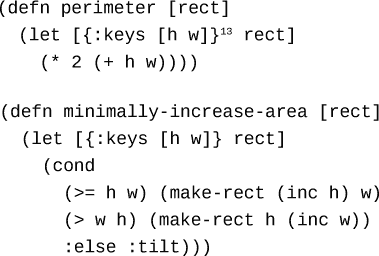 (defn perimeter [rect]
  (let [{:keys [h w]}¹³ rect]
    (* 2 (+ h w))))

(defn minimally-increase-area [rect]
  (let [{:keys [h w]} rect]
    (cond
      (>= h w) (make-rect (inc h) w)
      (> w h) (make-rect h (inc w))
      :else :tilt)))